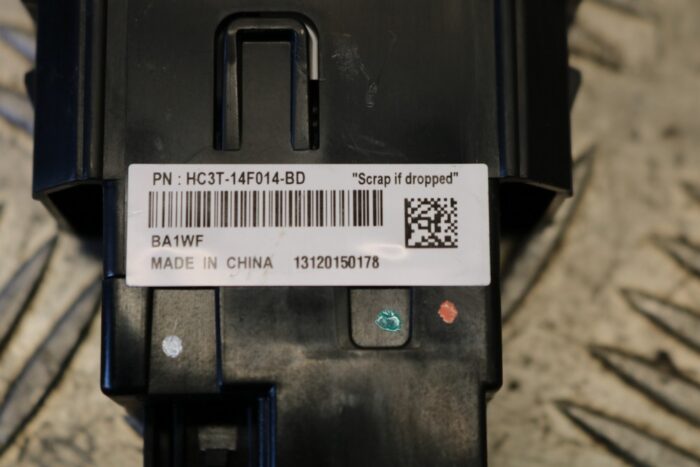 PN : HC3T-14F014-BD "Scrap if dropped"
BA1WF
MADE IN CHINA 13120150178